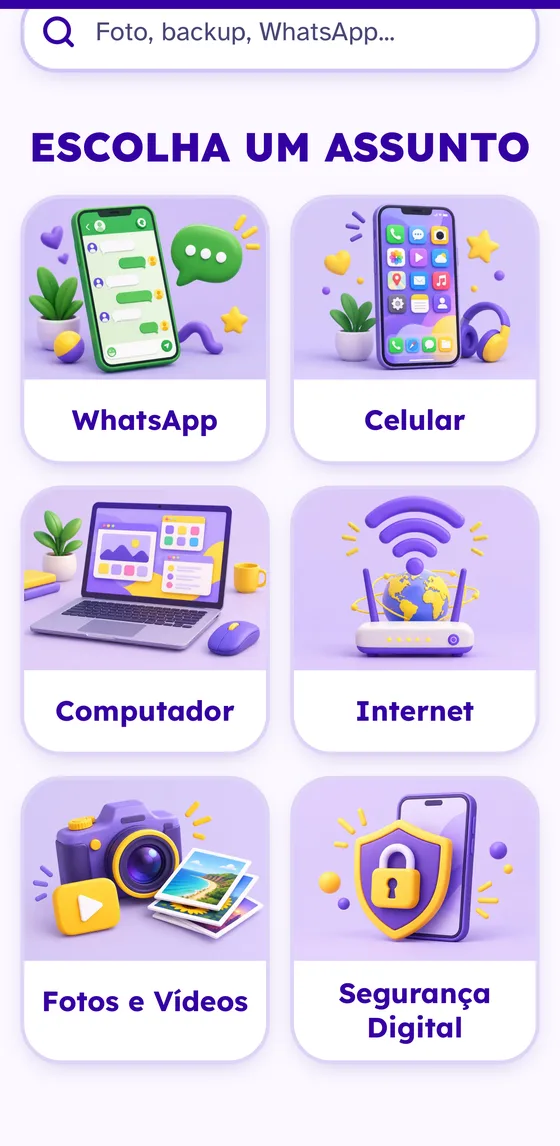 Foto, backup, WhatsApp...
ESCOLHA UM ASSUNTO
WhatsApp
Celular
Computador
Internet
Fotos e Vídeos
Segurança
Digital